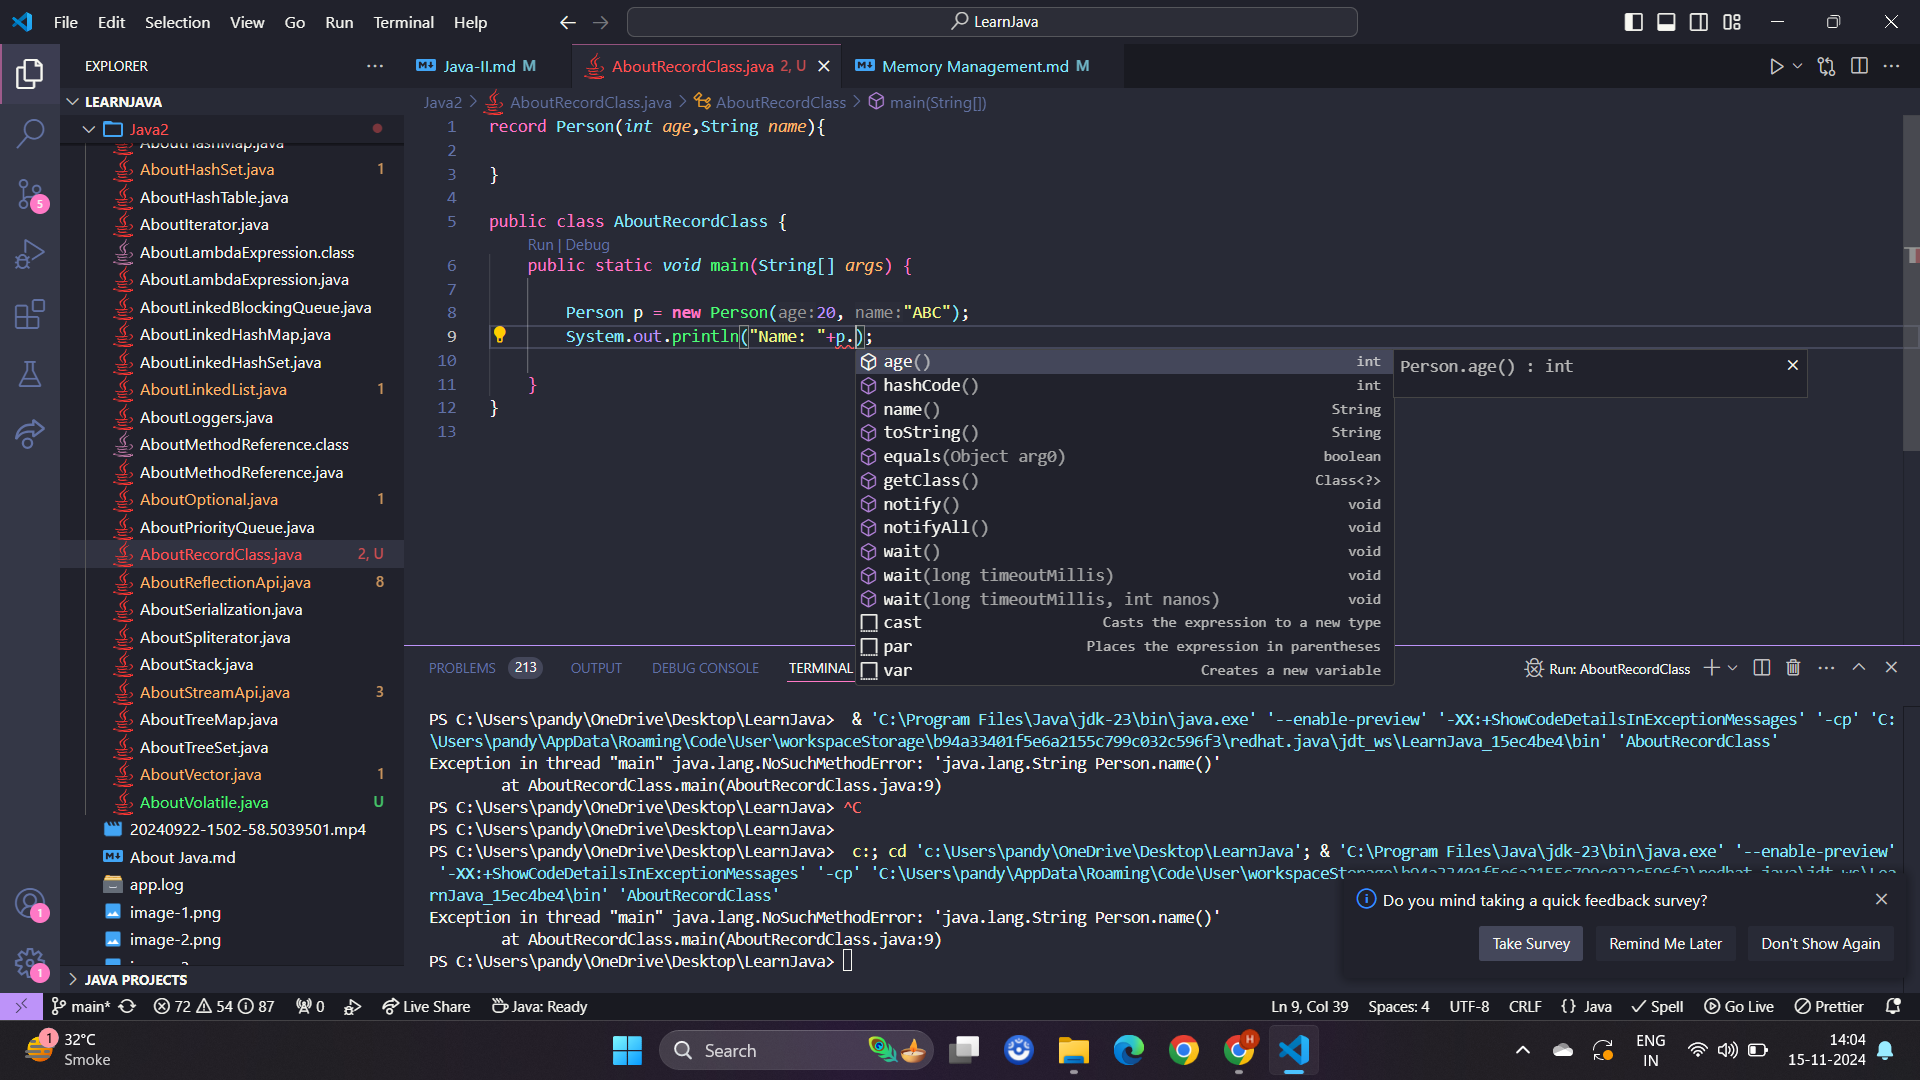 File Edit Selection View Go Run Terminal Help
LearnJava
EXPLORER
LEARNJAVA
Java2
AboutHashMap.java
AboutHashSet.java 1
AboutHashTable.java
AboutIterator.java
AboutLambdaExpression.class
AboutLambdaExpression.java
AboutLinkedBlockingQueue.java
AboutLinkedHashMap.java
AboutLinkedHashSet.java
AboutLinkedList.java 1
AboutLoggers.java
AboutMethodReference.class
AboutMethodReference.java
AboutOptional.java 1
AboutPriorityQueue.java
AboutRecordClass.java 2, U
AboutReflectionApi.java 8
AboutSerialization.java
AboutSpliterator.java
AboutStack.java
AboutStreamApi.java 3
AboutTreeMap.java
AboutTreeSet.java
AboutVector.java 1
AboutVolatile.java U
20240922-1502-58.5039501.mp4
About Java.md
app.log
image-1.png
image-2.png
JAVA PROJECTS
5
1
1
Java-II.md M
AboutRecordClass.java 2, U
Memory Management.md M
Java2 > AboutRecordClass.java > AboutRecordClass > main(String[])
1 record Person(int age,String name){
2
3 }
4
5 public class AboutRecordClass {
Run | Debug
6 public static void main(String[] args) {
7
8 Person p = new Person(age:20, name:"ABC");
9 System.out.println("Name: "+p.);
10
11 }
12 }
13
age() int
hashCode() int
name() String
toString() String
equals(Object arg0) boolean
getClass() Class<?>
notify() void
notifyAll() void
wait() void
wait(long timeoutMillis) void
wait(long timeoutMillis, int nanos) void
cast Casts the expression to a new type
par Places the expression in parentheses
var Creates a new variable
Person.age() : int
PROBLEMS 213 OUTPUT DEBUG CONSOLE TERMINAL
Run: AboutRecordClass
PS C:\Users\pandy\OneDrive\Desktop\LearnJava> & 'C:\Program Files\Java\jdk-23\bin\java.exe' '--enable-preview' '-XX:+ShowCodeDetailsInExceptionMessages' '-cp' 'C:
\Users\pandy\AppData\Roaming\Code\User\workspaceStorage\b94a33401f5e6a2155c799c032c596f3\redhat.java\jdt_ws\LearnJava_15ec4be4\bin' 'AboutRecordClass'
Exception in thread "main" java.lang.NoSuchMethodError: 'java.lang.String Person.name()'
at AboutRecordClass.main(AboutRecordClass.java:9)
PS C:\Users\pandy\OneDrive\Desktop\LearnJava> ^C
PS C:\Users\pandy\OneDrive\Desktop\LearnJava>
PS C:\Users\pandy\OneDrive\Desktop\LearnJava> c:; cd 'c:\Users\pandy\OneDrive\Desktop\LearnJava'; & 'C:\Program Files\Java\jdk-23\bin\java.exe' '--enable-preview'
'-XX:+ShowCodeDetailsInExceptionMessages' '-cp' 'C:\Users\pandy\AppData\Roaming\Code\User\workspaceStorage\b94a33401f5e6a2155c799c032c596f3\redhat.java\jdt_ws\Lea
rnJava_15ec4be4\bin' 'AboutRecordClass'
Exception in thread "main" java.lang.NoSuchMethodError: 'java.lang.String Person.name()'
at AboutRecordClass.main(AboutRecordClass.java:9)
PS C:\Users\pandy\OneDrive\Desktop\LearnJava>
Do you mind taking a quick feedback survey?
Take Survey Remind Me Later Don't Show Again
main* 72 54 87 0 Live Share Java: Ready
Ln 9, Col 39 Spaces: 4 UTF-8 CRLF {} Java Spell Go Live Prettier
1
32°C
Smoke
Search
H
ENG
IN
14:04
15-11-2024